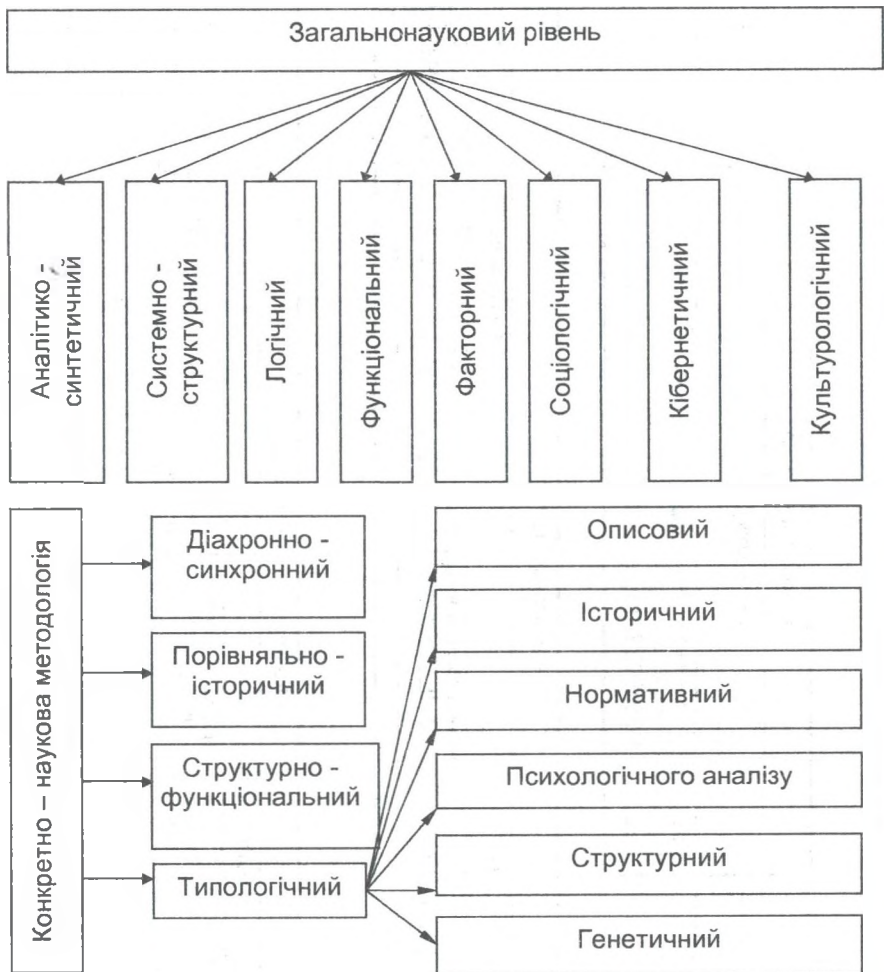 Загальнонауковий рівень
Аналітико -
синтетичний
Системно -
структурний
Логічний
Функціональний
Факторний
Соціологічний
Кібернетичний
Культурологічний
Конкретно – наукова методологія
Діахронно -
синхронний
Порівняльно -
історичний
Структурно -
функціональний
Типологічний
Описовий
Історичний
Нормативний
Психологічного аналізу
Структурний
Генетичний